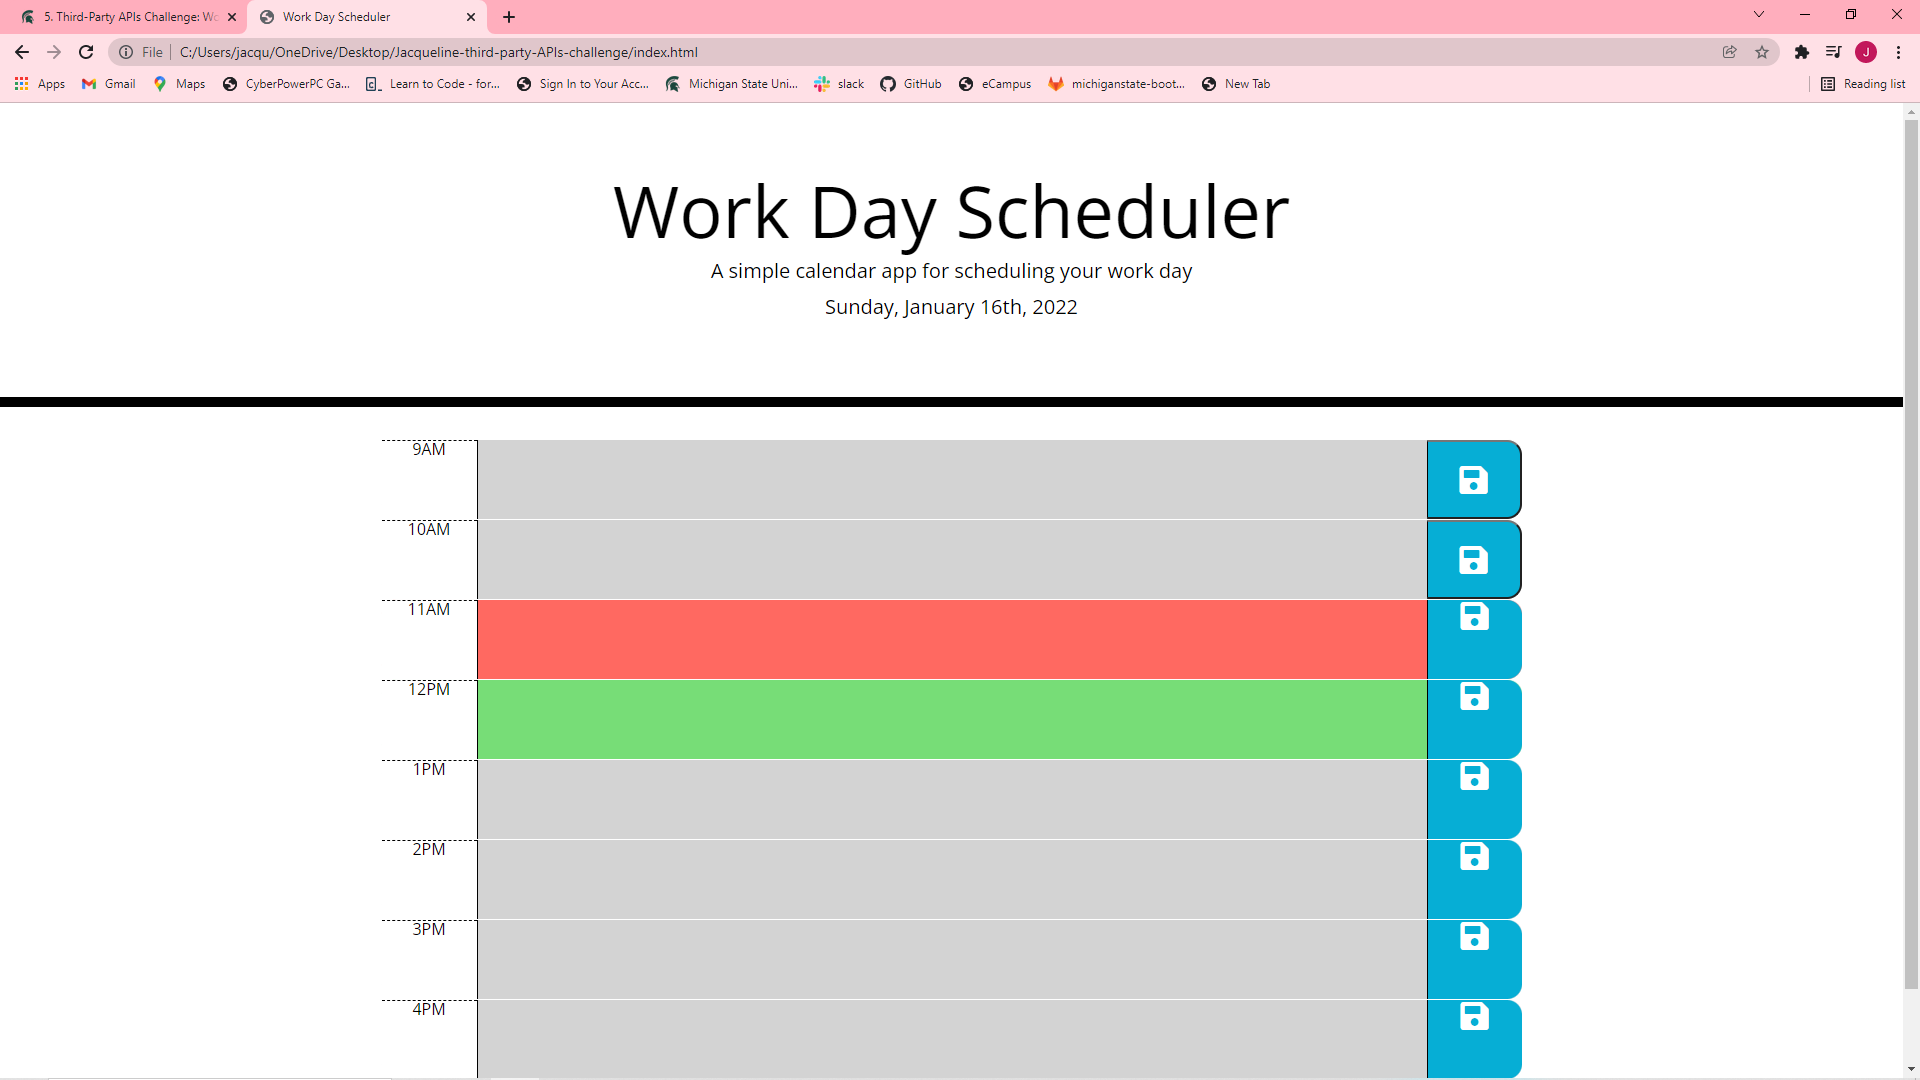 5. Third-Party APIs Challenge: Wo
Work Day Scheduler
File
C:/Users/jacqu/OneDrive/Desktop/Jacqueline-third-party-APIs-challenge/index.html
J
Apps
Gmail
Maps
CyberPowerPC Ga...
Learn to Code - for...
Sign In to Your Acc...
Michigan State Uni...
slack
GitHub
eCampus
michiganstate-boot...
New Tab
Reading list
Work Day Scheduler
A simple calendar app for scheduling your work day
Sunday, January 16th, 2022
9AM
10AM
11AM
12PM
1PM
2PM
3PM
4PM